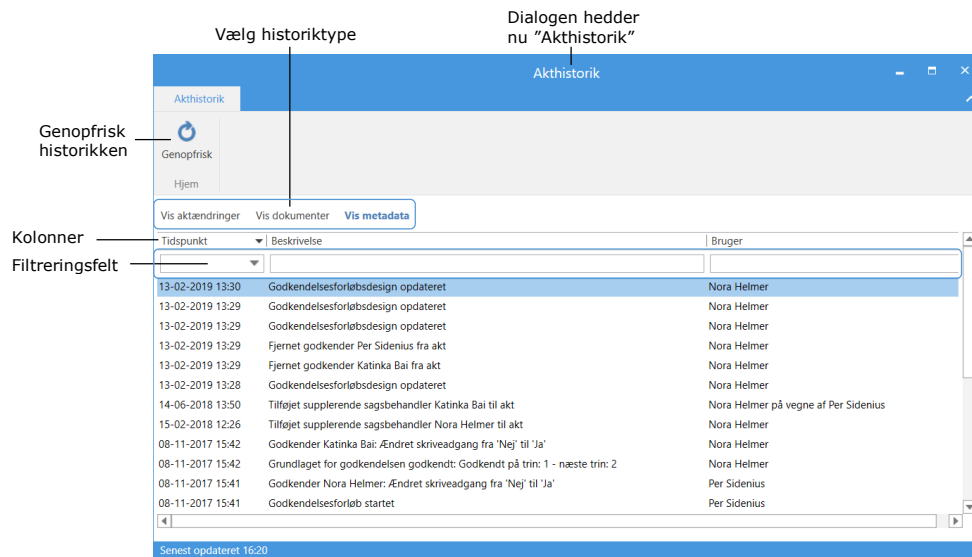 Dialogen hedder
nu ”Akthistorik”
Vælg historiktype
Akthistorik
Akthistorik
Genopfrisk
historikken
Genopfrisk
Hjem
Vis aktændringer Vis dokumenter Vis metadata
Kolonner
Tidspunkt Beskrivelse Bruger
Filtreringsfelt
13-02-2019 13:30 Godkendelsesforløbsdesign opdateret Nora Helmer
13-02-2019 13:29 Godkendelsesforløbsdesign opdateret Nora Helmer
13-02-2019 13:29 Godkendelsesforløbsdesign opdateret Nora Helmer
13-02-2019 13:29 Fjernet godkender Per Sidenius fra akt Nora Helmer
13-02-2019 13:29 Fjernet godkender Katinka Bai fra akt Nora Helmer
13-02-2019 13:28 Godkendelsesforløbsdesign opdateret Nora Helmer
14-06-2018 13:50 Tilføjet supplerende sagsbehandler Katinka Bai til akt Nora Helmer på vegne af Per Sidenius
15-02-2018 12:26 Tilføjet supplerende sagsbehandler Nora Helmer til akt Nora Helmer
08-11-2017 15:42 Godkender Katinka Bai: Ændret skriveadgang fra 'Nej' til 'Ja' Nora Helmer
08-11-2017 15:42 Grundlaget for godkendelsen godkendt: Godkendt på trin: 1 - næste trin: 2 Nora Helmer
08-11-2017 15:41 Godkender Nora Helmer: Ændret skriveadgang fra 'Nej' til 'Ja' Per Sidenius
08-11-2017 15:41 Godkendelsesforløb startet Per Sidenius
Senest opdateret 16:20